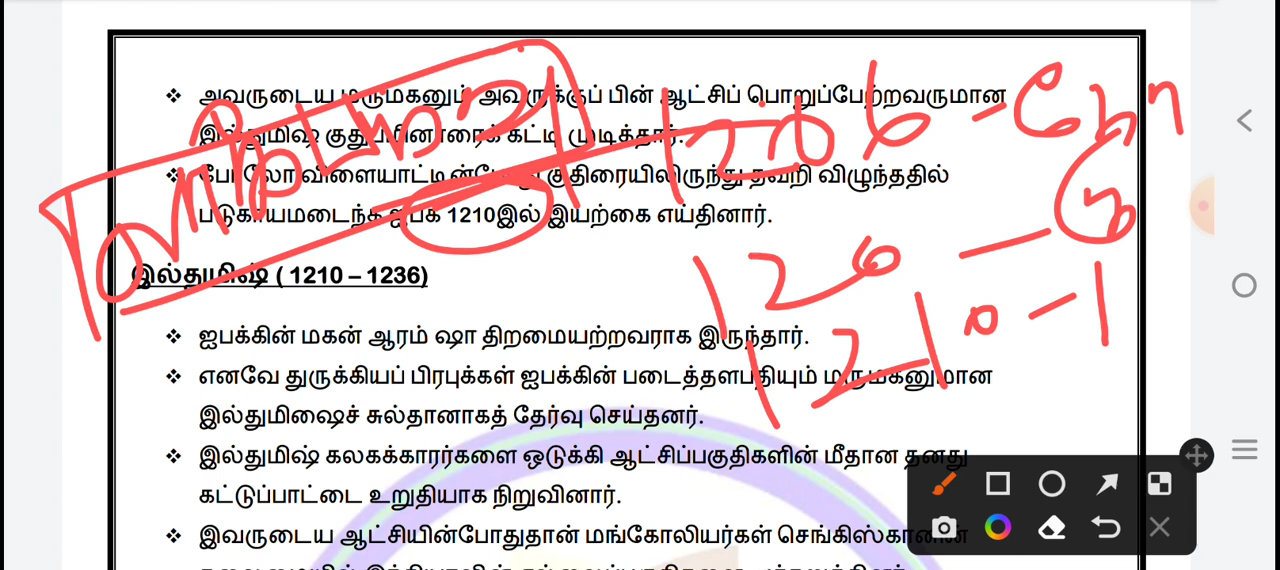 ❖ அவருடைய மருமகனும் அவருக்குப் பின் ஆட்சிப் பொறுப்பேற்றவருமான
இல்துமிஷ் குதுப்மினாரைக் கட்டி முடித்தார்.
❖ போலோ விளையாட்டின்போது குதிரையிலிருந்து தவறி விழுந்ததில்
படுகாயமடைந்த ஐபக் 1210இல் இயற்கை எய்தினார்.
1206 -
126 -
1210 - 1
இல்துமிஷ் ( 1210 – 1236)
❖ ஐபக்கின் மகன் ஆரம் ஷா திறமையற்றவராக இருந்தார்.
❖ எனவே துருக்கியப் பிரபுக்கள் ஐபக்கின் படைத்தளபதியும் மருமகனுமான
இல்துமிஷைச் சுல்தானாகத் தேர்வு செய்தனர்.
❖ இல்துமிஷ் கலகக்காரர்களை ஒடுக்கி ஆட்சிப்பகுதிகளின் மீதான தனது
கட்டுப்பாட்டை உறுதியாக நிறுவினார்.
❖ இவருடைய ஆட்சியின்போதுதான் மங்கோலியர்கள் செங்கிஸ்கானின்